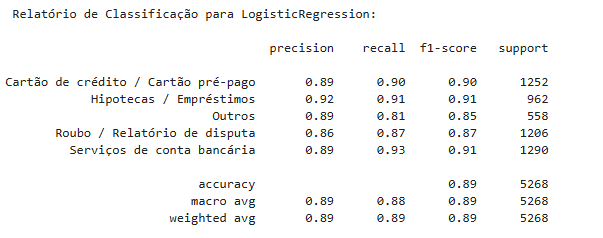 Relatório de Classificação para LogisticRegression:
precision recall f1-score support
Cartão de crédito / Cartão pré-pago 0.89 0.90 0.90 1252
Hipotecas / Empréstimos 0.92 0.91 0.91 962
Outros 0.89 0.81 0.85 558
Roubo / Relatório de disputa 0.86 0.87 0.87 1206
Serviços de conta bancária 0.89 0.93 0.91 1290
accuracy 0.89 5268
macro avg 0.89 0.88 0.89 5268
weighted avg 0.89 0.89 0.89 5268